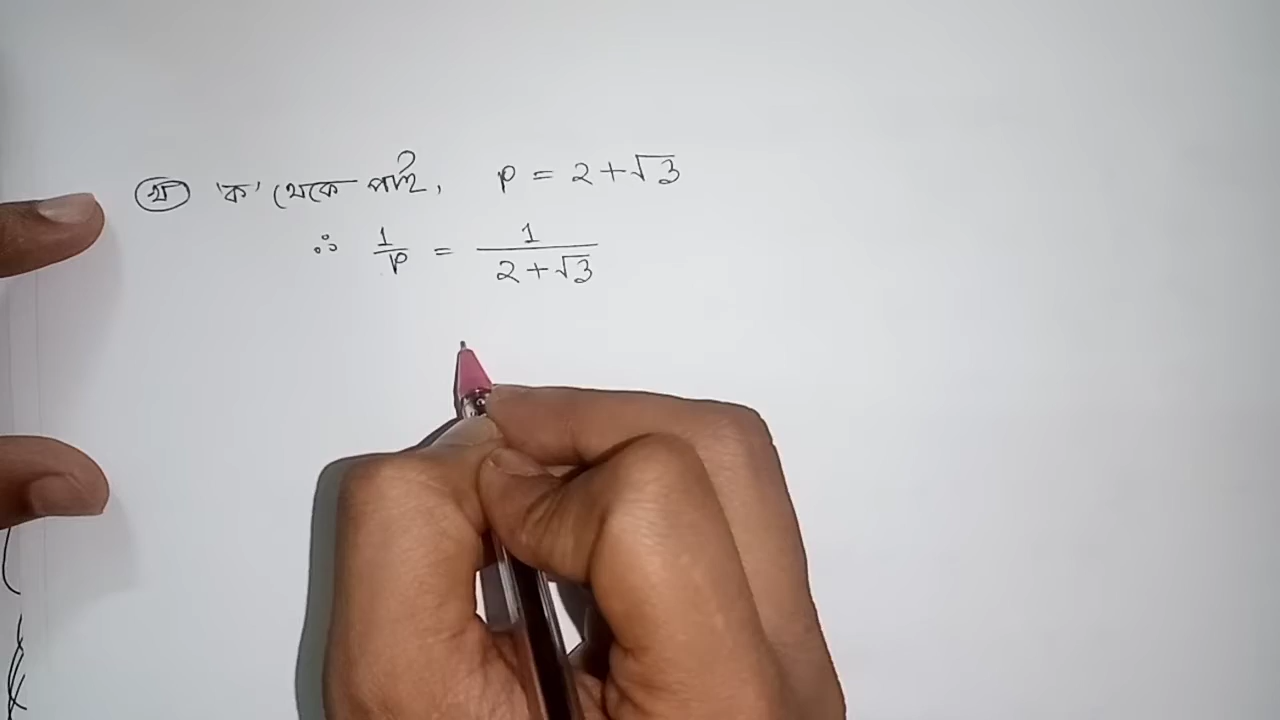 (খ) 'ক' থেকে পাই, p = 2 + √3
∴ 1/p = 1/(2 + √3)